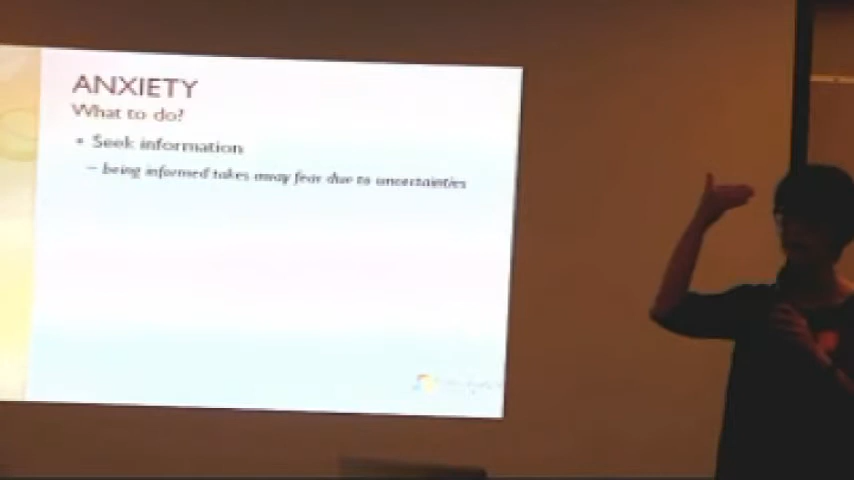 ANXIETY
What to do?
• Seek information
– being informed takes away fear due to uncertainties